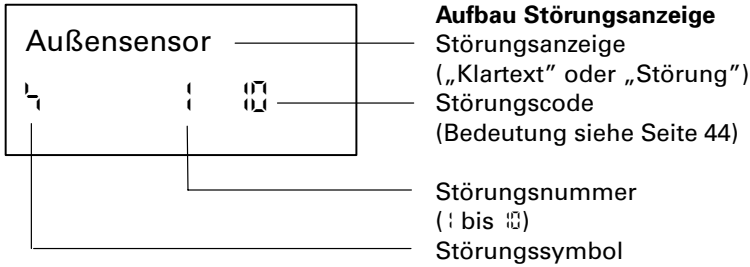 Aufbau Störungsanzeige
Außensensor
Störungsanzeige
(„Klartext” oder „Störung”)
1 10
Störungscode
(Bedeutung siehe Seite 44)
Störungsnummer
(1 bis 10)
Störungssymbol